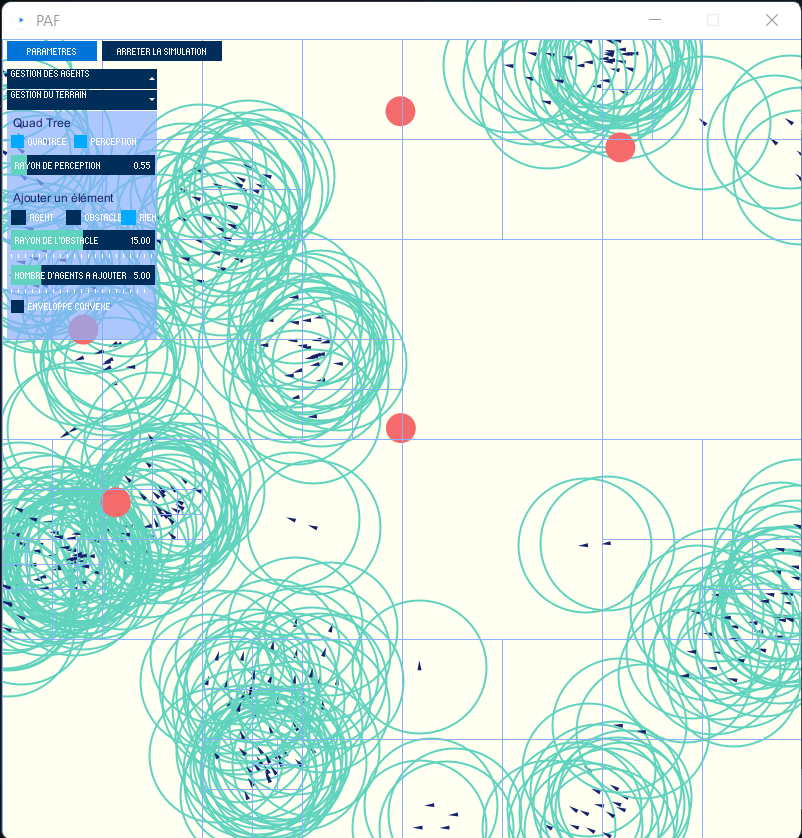 PAF
PARAMETRES
ARRETER LA SIMULATION
GESTION DES AGENTS
GESTION DU TERRAIN
Quad Tree
QUADTREE
PERCEPTION
RAYON DE PERCEPTION 0.55
Ajouter un élément
AGENT
OBSTACLE
RIEN
RAYON DE L'OBSTACLE 15.00
NOMBRE D'AGENTS A AJOUTER 5.00
ENVELOPPE CONVEXE